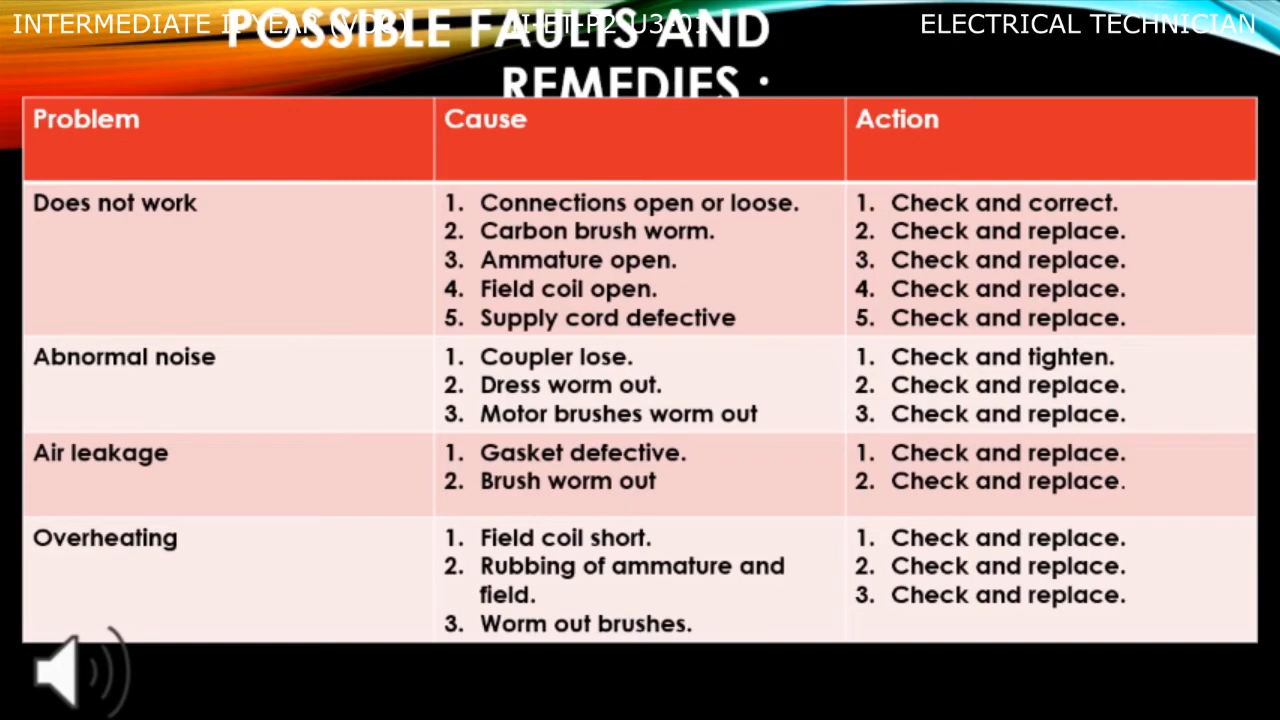 INTERMEDIATE II YEAR (VOC)
ELECTRICAL TECHNICIAN
POSSIBLE FAULTS AND
REMEDIES :
Problem
Cause
Action
Does not work
1. Connections open or loose.
2. Carbon brush worm.
3. Ammature open.
4. Field coil open.
5. Supply cord defective
1. Check and correct.
2. Check and replace.
3. Check and replace.
4. Check and replace.
5. Check and replace.
Abnormal noise
1. Coupler lose.
2. Dress worm out.
3. Motor brushes worm out
1. Check and tighten.
2. Check and replace.
3. Check and replace.
Air leakage
1. Gasket defective.
2. Brush worm out
1. Check and replace.
2. Check and replace.
Overheating
1. Field coil short.
2. Rubbing of ammature and
field.
3. Worm out brushes.
1. Check and replace.
2. Check and replace.
3. Check and replace.